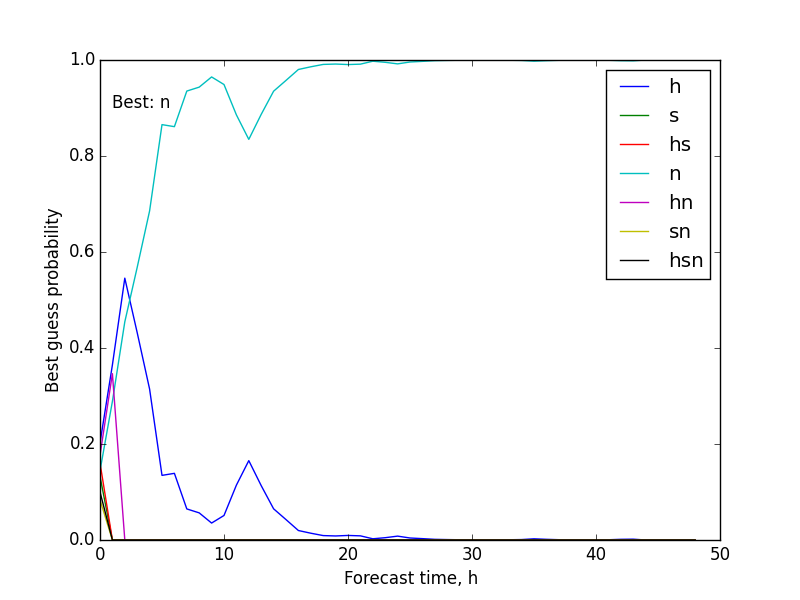 1.0
0.8
0.6
0.4
0.2
0.0
Best guess probability
Best: n
h
s
hs
n
hn
sn
hsn
0 10 20 30 40 50
Forecast time, h